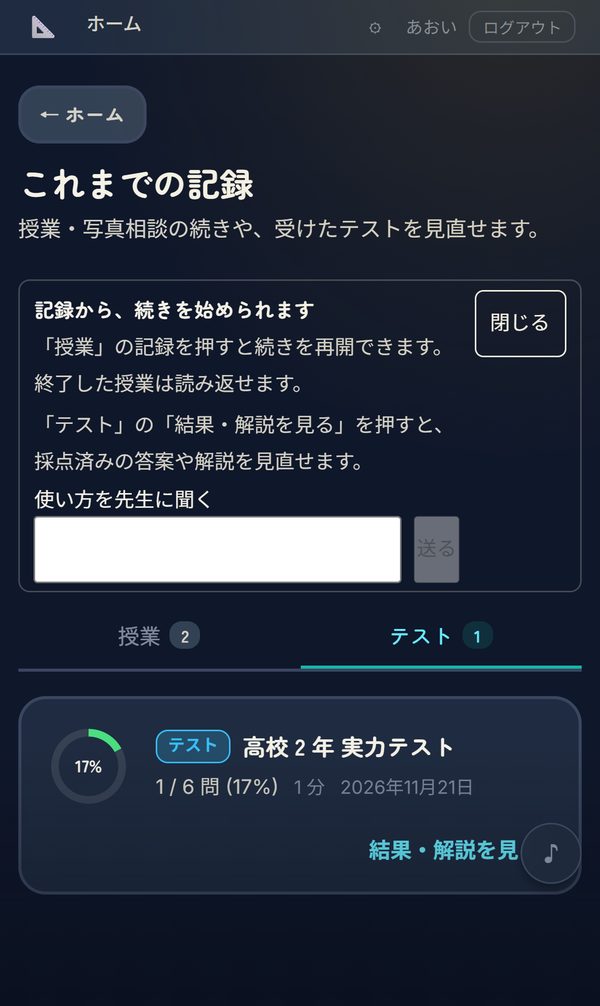 ホーム
あおい
ログアウト
← ホーム
これまでの記録
授業・写真相談の続きや、受けたテストを見直せます。
記録から、続きを始められます
閉じる
「授業」の記録を押すと続きを再開できます。
終了した授業は読み返せます。
「テスト」の「結果・解説を見る」を押すと、
採点済みの答案や解説を見直せます。
使い方を先生に聞く
送る
授業 2
テスト 1
17%
テスト 高校 2 年 実力テスト
1 / 6 問 (17%) 1 分 2026年11月21日
結果・解説を見